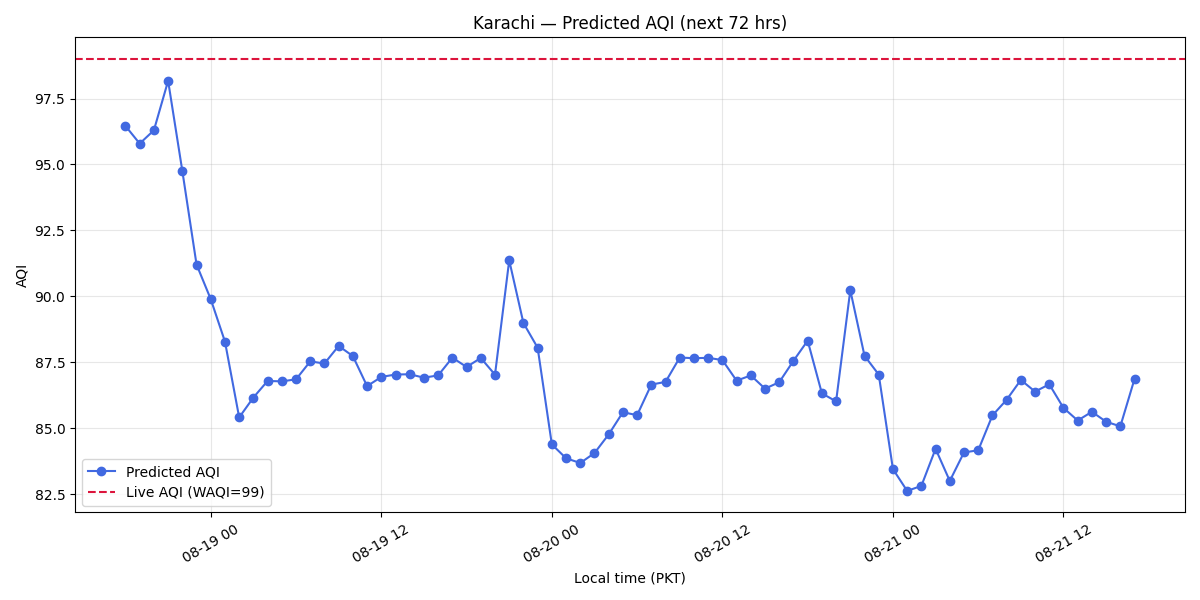 Karachi — Predicted AQI (next 72 hrs)
AQI
97.5
95.0
92.5
90.0
87.5
85.0
82.5
Predicted AQI
Live AQI (WAQI=99)
08-19 00
08-19 12
08-20 00
08-20 12
08-21 00
08-21 12
Local time (PKT)